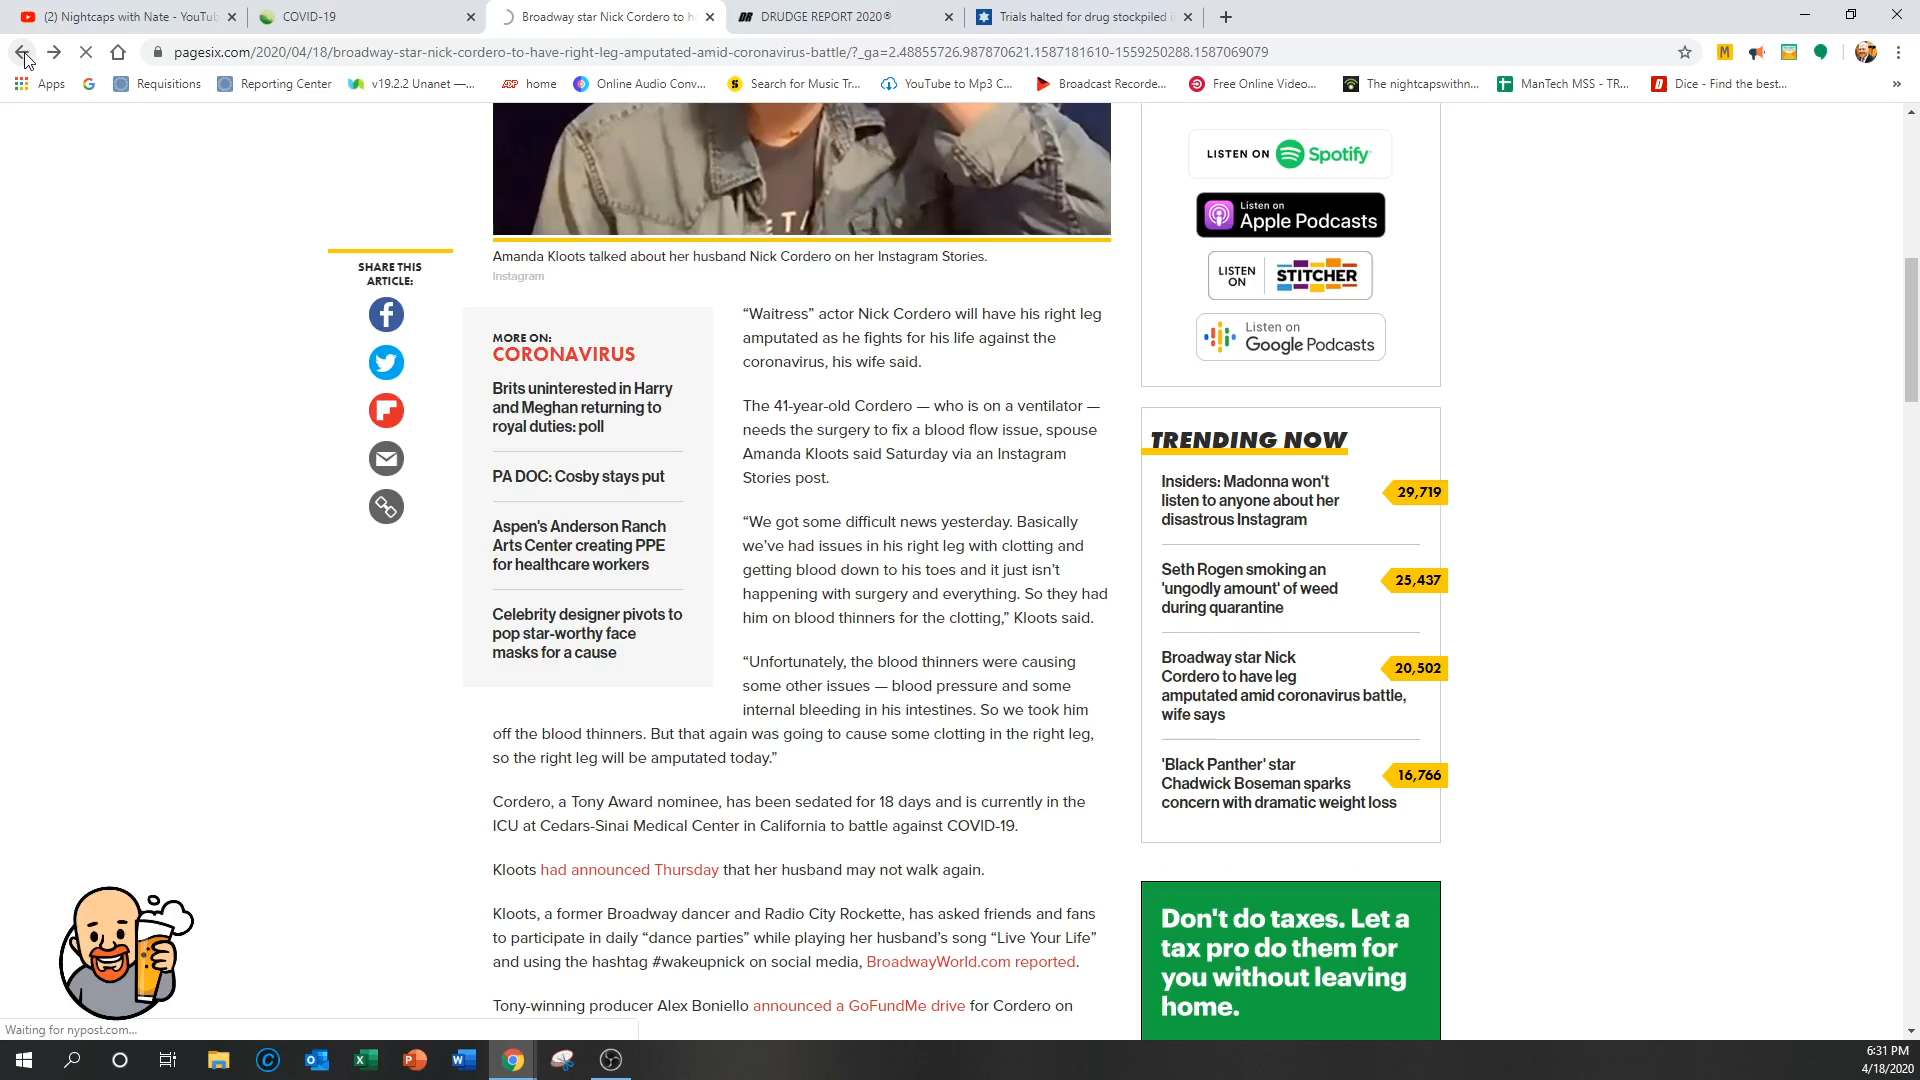 (2) Nightcaps with Nate - YouTub
COVID-19
Broadway star Nick Cordero to h
DRUDGE REPORT 2020®
Trials halted for drug stockpiled i
pagesix.com/2020/04/18/broadway-star-nick-cordero-to-have-right-leg-amputated-amid-coronavirus-battle/?_ga=2.48855726.987870621.1587181610-1559250288.1587069079
Apps
Requisitions
Reporting Center
v19.2.2 Unanet —...
home
Online Audio Conv...
Search for Music Tr...
YouTube to Mp3 C...
Broadcast Recorde...
Free Online Video...
The nightcapswithn...
ManTech MSS - TR...
Dice - Find the best...
»
LISTEN ON Spotify
Listen on
Apple Podcasts
LISTEN
ON STITCHER
Listen on
Google Podcasts
Amanda Kloots talked about her husband Nick Cordero on her Instagram Stories.
Instagram
SHARE THIS
ARTICLE:
MORE ON:
CORONAVIRUS
Brits uninterested in Harry
and Meghan returning to
royal duties: poll
PA DOC: Cosby stays put
Aspen's Anderson Ranch
Arts Center creating PPE
for healthcare workers
Celebrity designer pivots to
pop star-worthy face
masks for a cause
“Waitress” actor Nick Cordero will have his right leg
amputated as he fights for his life against the
coronavirus, his wife said.
The 41-year-old Cordero — who is on a ventilator —
needs the surgery to fix a blood flow issue, spouse
Amanda Kloots said Saturday via an Instagram
Stories post.
“We got some difficult news yesterday. Basically
we’ve had issues in his right leg with clotting and
getting blood down to his toes and it just isn’t
happening with surgery and everything. So they had
him on blood thinners for the clotting,” Kloots said.
“Unfortunately, the blood thinners were causing
some other issues — blood pressure and some
internal bleeding in his intestines. So we took him
off the blood thinners. But that again was going to cause some clotting in the right leg,
so the right leg will be amputated today.”
Cordero, a Tony Award nominee, has been sedated for 18 days and is currently in the
ICU at Cedars-Sinai Medical Center in California to battle against COVID-19.
Kloots had announced Thursday that her husband may not walk again.
Kloots, a former Broadway dancer and Radio City Rockette, has asked friends and fans
to participate in daily “dance parties” while playing her husband’s song “Live Your Life”
and using the hashtag #wakeupnick on social media, BroadwayWorld.com reported.
Tony-winning producer Alex Boniello announced a GoFundMe drive for Cordero on
TRENDING NOW
Insiders: Madonna won't
listen to anyone about her
disastrous Instagram
29,719
Seth Rogen smoking an
'ungodly amount' of weed
during quarantine
25,437
Broadway star Nick
Cordero to have leg
amputated amid coronavirus battle,
wife says
20,502
'Black Panther' star
Chadwick Boseman sparks
concern with dramatic weight loss
16,766
Don't do taxes. Let a
tax pro do them for
you without leaving
home.
Waiting for nypost.com...
6:31 PM
4/18/2020